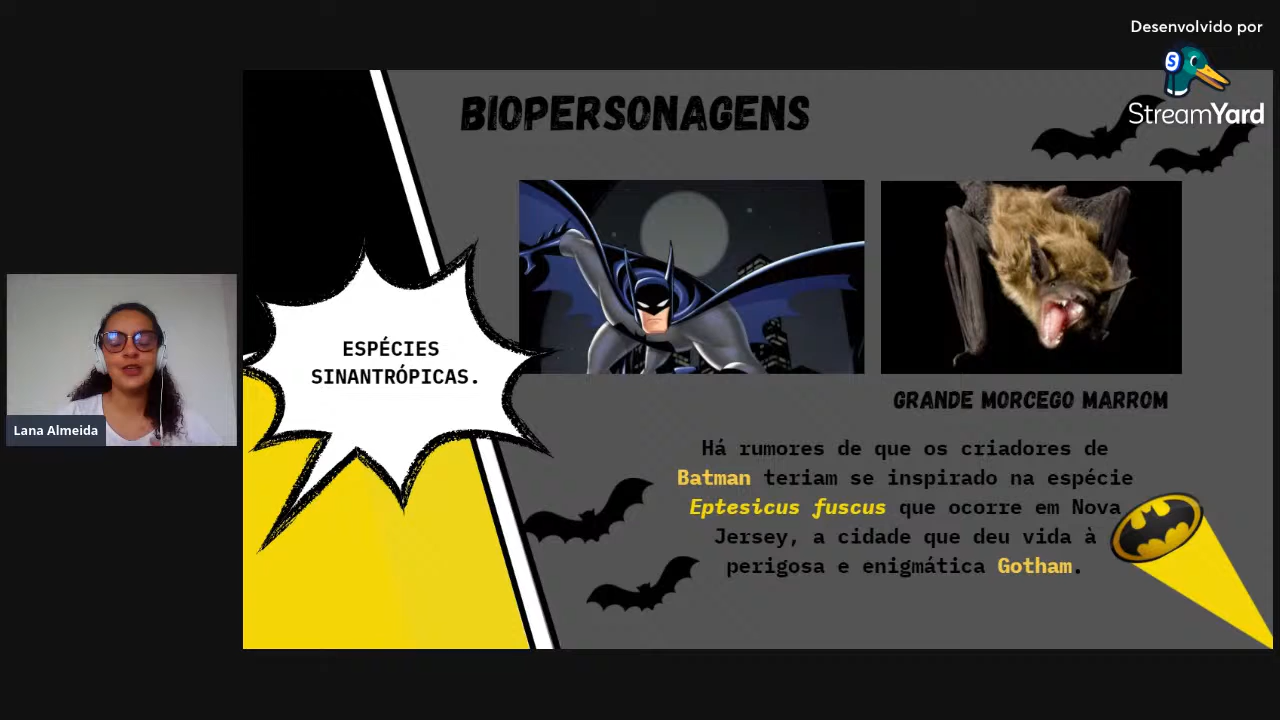 Desenvolvido por
StreamYard
BIOPERSONAGENS
ESPÉCIES
SINANTRÓPICAS.
Lana Almeida
GRANDE MORCEGO MARROM
Há rumores de que os criadores de
Batman teriam se inspirado na espécie
Eptesicus fuscus que ocorre em Nova
Jersey, a cidade que deu vida à
perigosa e enigmática Gotham.